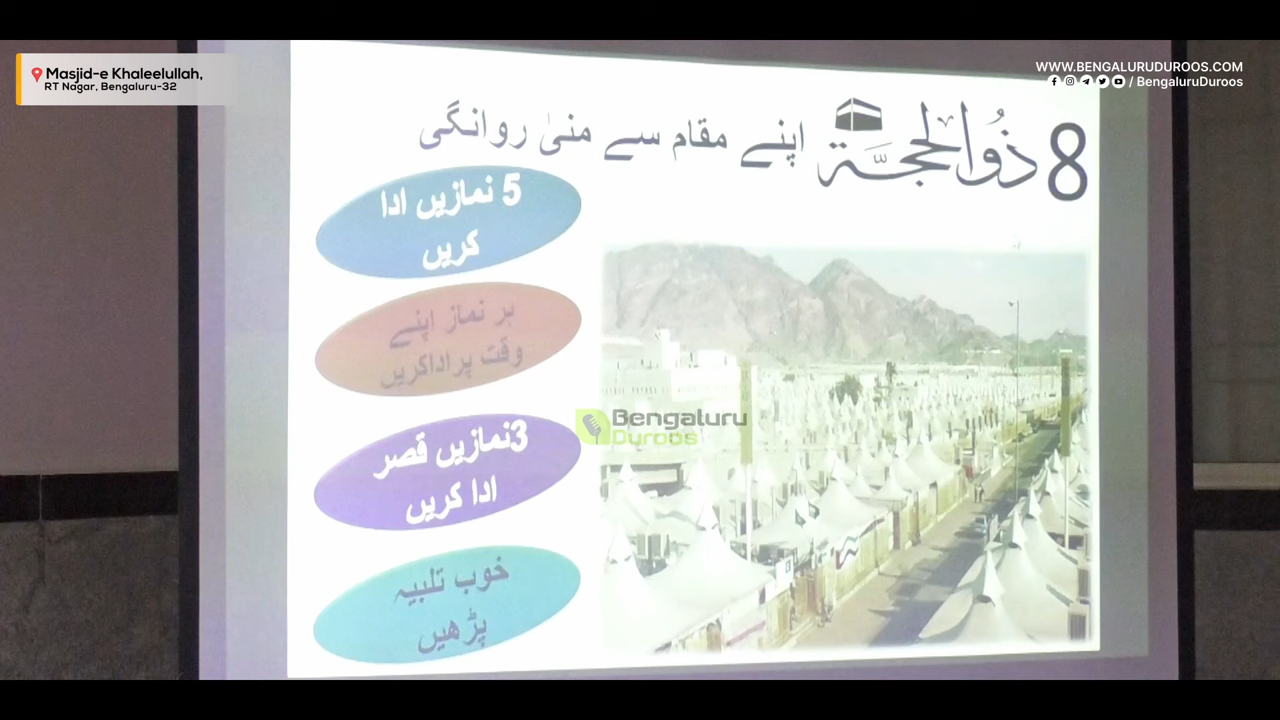 Masjid-e Khaleelullah,
RT Nagar, Bengaluru-32
WWW.BENGALURUDUROOS.COM
/ BengaluruDuroos
8 ذُوالحجَّة اپنے مقام سے منیٰ روانگی
5 نمازیں ادا
کریں
ہر نماز اپنے
وقت پر اداکریں
3نمازیں قصر
ادا کریں
خوب تلبیہ
پڑھیں
Bengaluru
Duroos